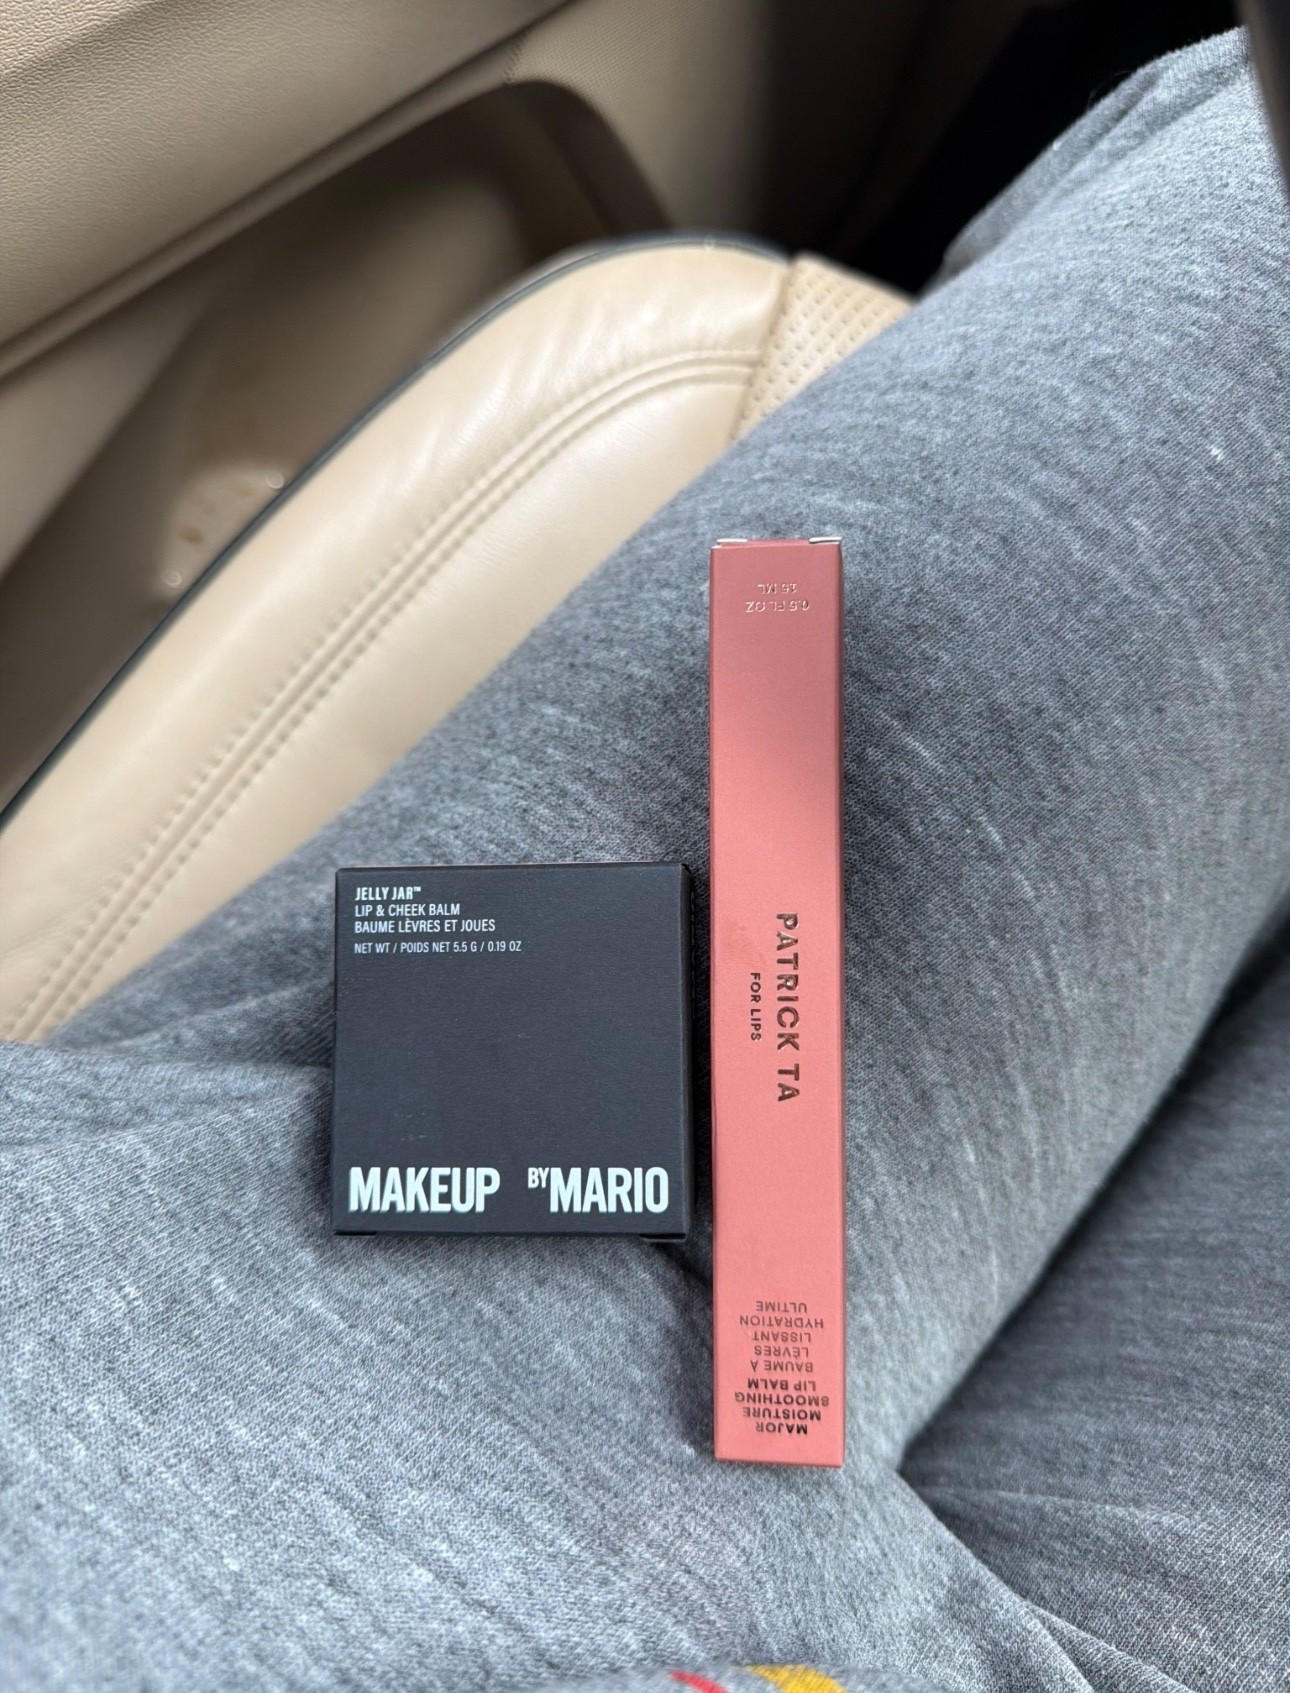 JELLY JAR™
LIP & CHEEK BALM
BAUME LÈVRES ET JOUES
NET WT / POIDS NET 5.5 G / 0.19 OZ
MAKEUP BY MARIO
PATRICK TA
FOR LIPS
MAJOR
MOISTURE
SMOOTHING
LIP BALM
BAUME À
LÈVRES
LISSANT
HYDRATION
ULTIME
0.5 FL OZ
15 ML